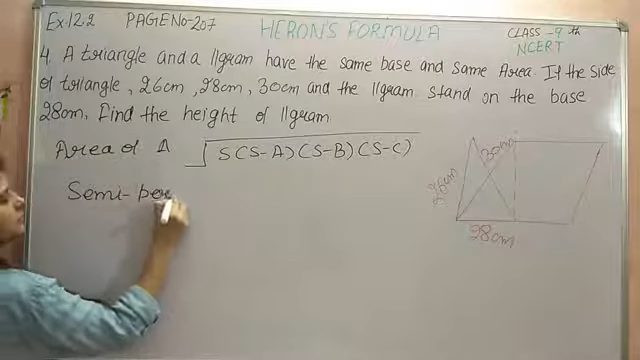 Ex:12.2 PAGE No-207 HERON'S FORMULA CLASS -9th
NCERT
4. A triangle and a llgram have the same base and same Area. If the side
of triangle, 26cm, 28cm, 30cm and the llgram stand on the base
28cm. Find the height of llgram
Area of Δ √S(S-A)(S-B)(S-C)
Semi-per
26cm
30cm
28cm